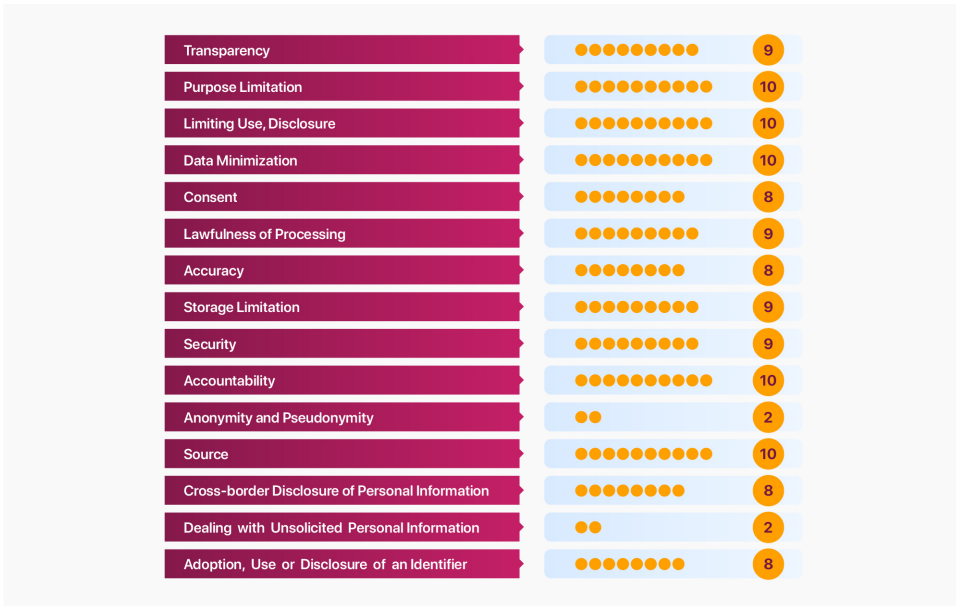 Transparency 9
Purpose Limitation 10
Limiting Use, Disclosure 10
Data Minimization 10
Consent 8
Lawfulness of Processing 9
Accuracy 8
Storage Limitation 9
Security 9
Accountability 10
Anonymity and Pseudonymity 2
Source 10
Cross-border Disclosure of Personal Information 8
Dealing with Unsolicited Personal Information 2
Adoption, Use or Disclosure of an Identifier 8